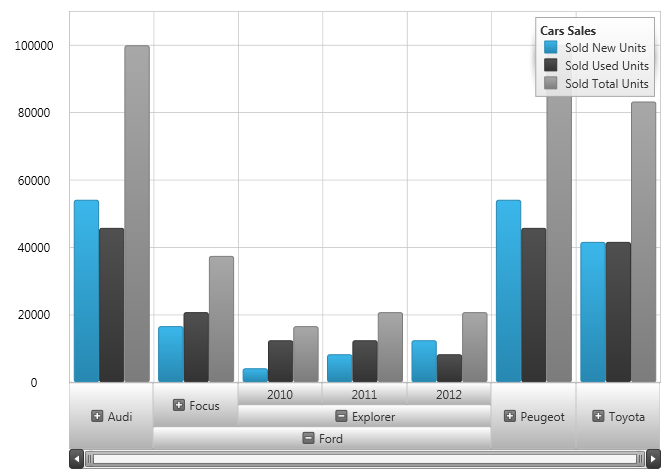 Cars Sales
Sold New Units
Sold Used Units
Sold Total Units
100000
80000
60000
40000
20000
0
2010 2011 2012
Focus
Audi Explorer Peugeot Toyota
Ford